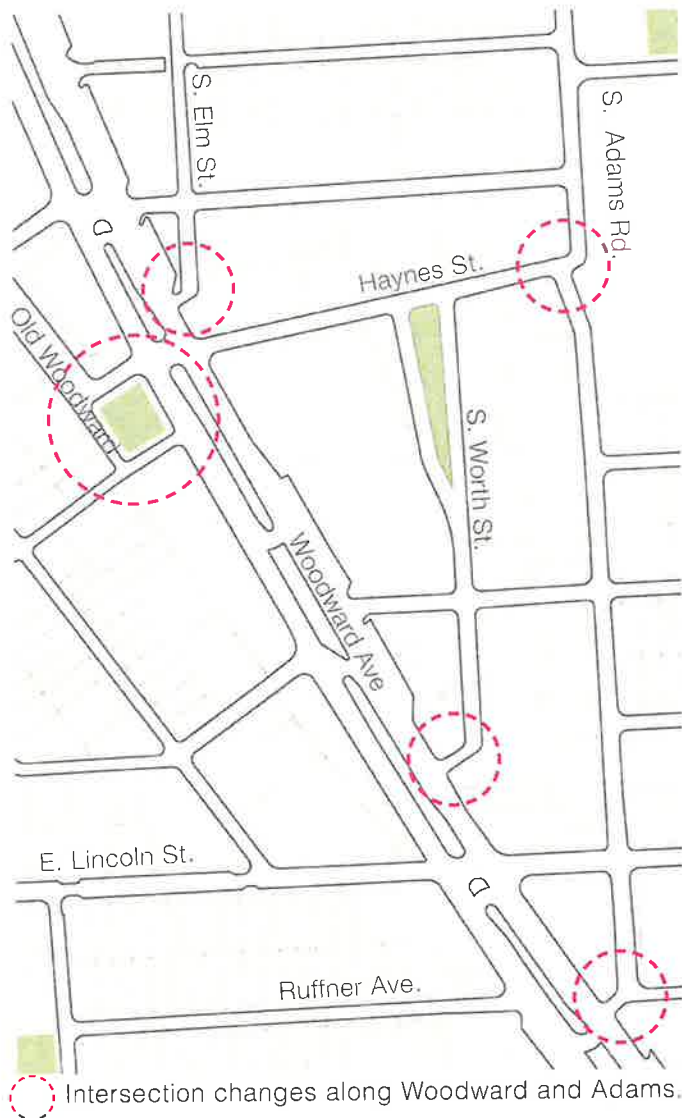 S. Elm St.
S. Adams Rd.
Haynes St.
Old Woodward
S. Worth St.
Woodward Ave
E. Lincoln St.
Ruffner Ave.
Intersection changes along Woodward and Adams.